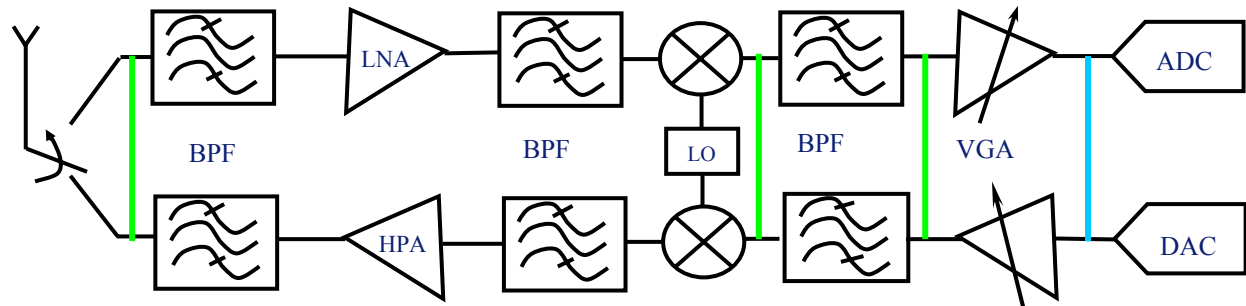 LNA
ADC
BPF
BPF
LO
BPF
VGA
HPA
DAC